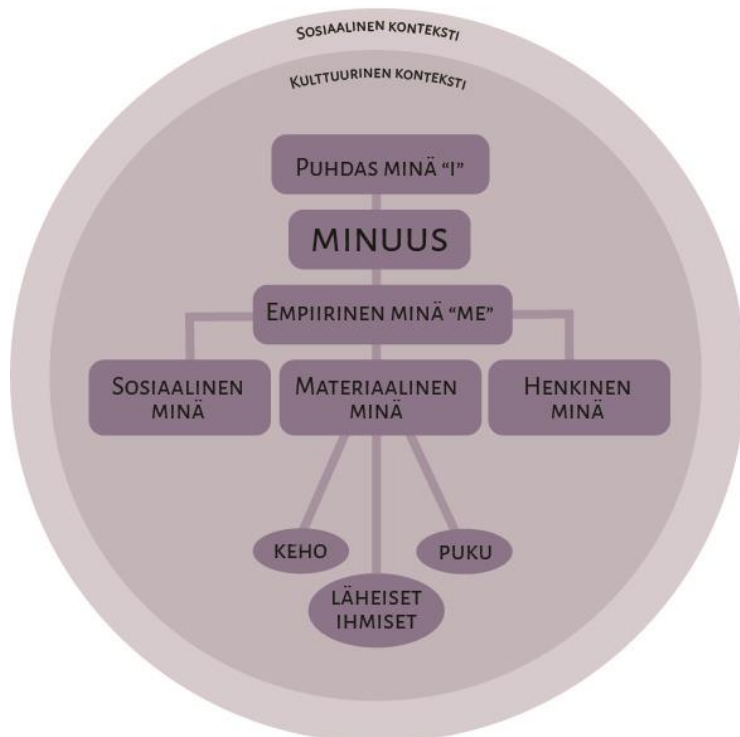 SOSIAALINEN KONTEKSTI
KULTTUURINEN KONTEKSTI
PUHDAS MINÄ “I”
MINUUS
EMPIIRINEN MINÄ “ME”
SOSIAALINEN
MINÄ
MATERIAALINEN
MINÄ
HENKINEN
MINÄ
KEHO
PUKU
LÄHEISET
IHMISET